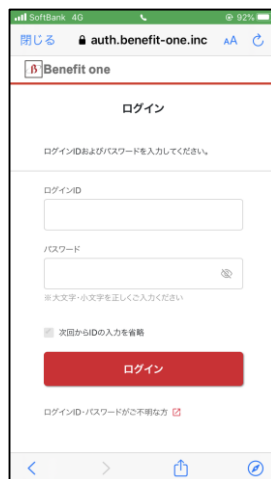 SoftBank 4G 92%
閉じる auth.benefit-one.inc AA
β Benefit one
ログイン
ログインIDおよびパスワードを入力してください。
ログインID
パスワード
※大文字・小文字を正しくご入力ください
次回からIDの入力を省略
ログイン
ログインID・パスワードがご不明な方